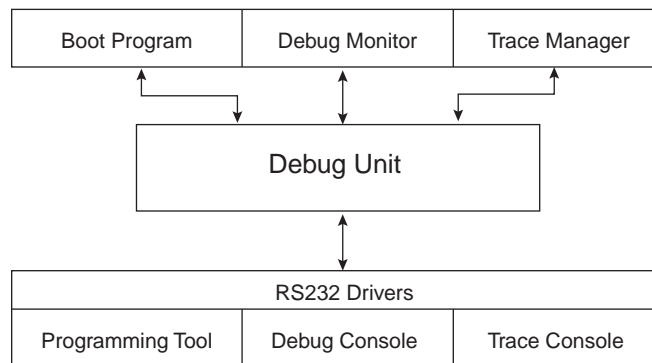 Boot Program
Debug Monitor
Trace Manager
Debug Unit
RS232 Drivers
Programming Tool
Debug Console
Trace Console